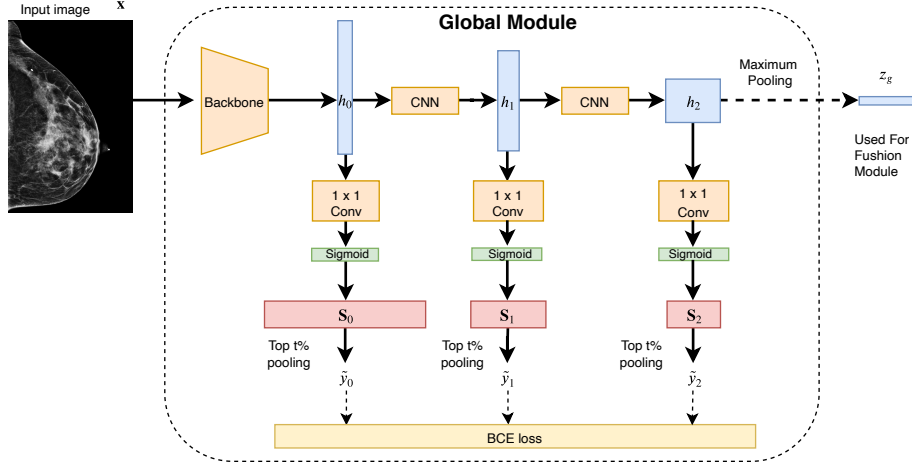 Input image x
Global Module
Backbone
h₀
CNN
h₁
CNN
h₂
Maximum
Pooling
z_g
Used For
Fushion
Module
1 x 1
Conv
1 x 1
Conv
1 x 1
Conv
Sigmoid
Sigmoid
Sigmoid
S₀
S₁
S₂
Top t%
pooling
Top t%
pooling
Top t%
pooling
ỹ₀
ỹ₁
ỹ₂
BCE loss